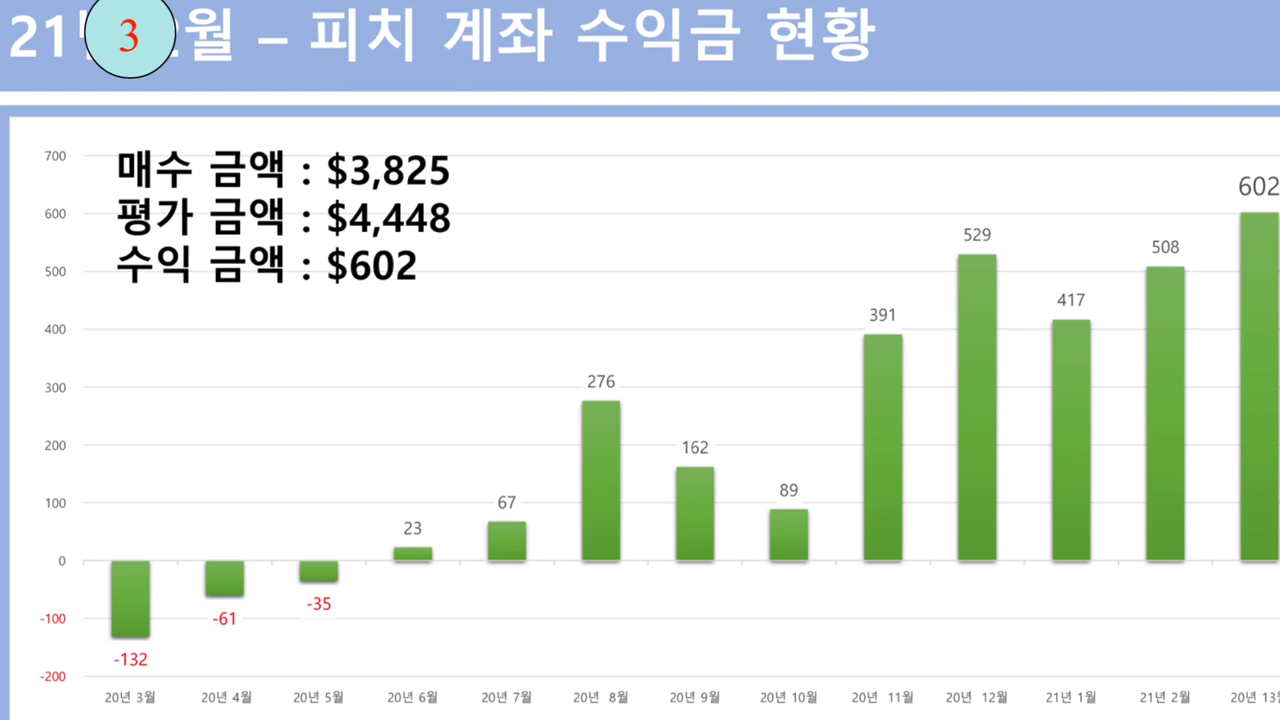 21 월 – 피치 계좌 수익금 현황
3
매수 금액 : $3,825
평가 금액 : $4,448
수익 금액 : $602
700
600
500
400
300
200
100
0
-100
-200
-132
-61
-35
23
67
276
162
89
391
529
417
508
602
20년 3월
20년 4월
20년 5월
20년 6월
20년 7월
20년 8월
20년 9월
20년 10월
20년 11월
20년 12월
21년 1월
21년 2월
20년